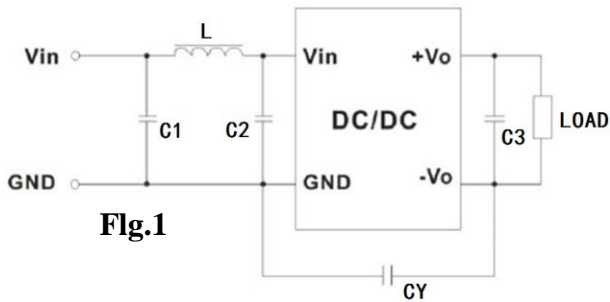 L
Vin
Vin
+Vo
C1
C2
DC/DC
C3
LOAD
GND
GND
-Vo
Flg.1
CY